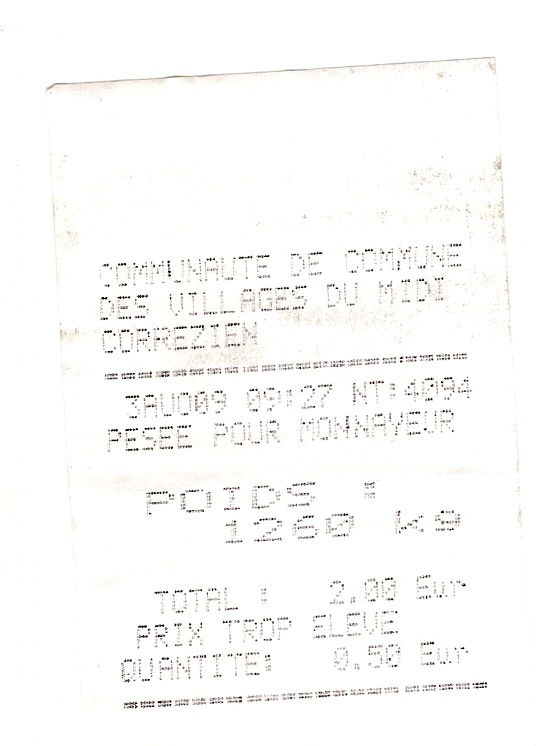 COMMUNAUTE DE COMMUNE
DES VILLAGES DU MIDI
CORREZIEN
3AUO09 09:27 NT:4094
PESEE POUR MONNAYEUR
POIDS :
1260 kg
TOTAL : 2.00 Eur
PRIX TROP ELEVE
QUANTITE: 0.50 Eur